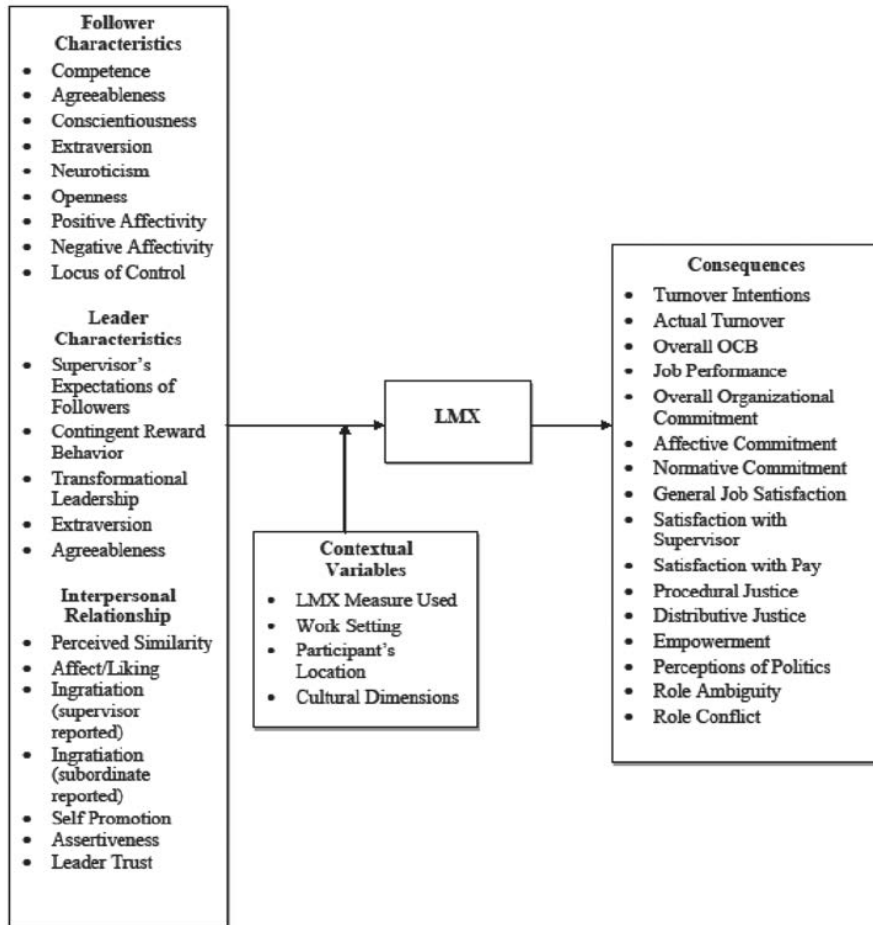 Follower
Characteristics
• Competence
• Agreeableness
• Conscientiousness
• Extraversion
• Neuroticism
• Openness
• Positive Affectivity
• Negative Affectivity
• Locus of Control
Leader
Characteristics
• Supervisor's
Expectations of
Followers
• Contingent Reward
Behavior
• Transformational
Leadership
• Extraversion
• Agreeableness
Interpersonal
Relationship
• Perceived Similarity
• Affect/Liking
• Ingratiation
(supervisor
reported)
• Ingratiation
(subordinate
reported)
• Self Promotion
• Assertiveness
• Leader Trust
LMX
Contextual
Variables
• LMX Measure Used
• Work Setting
• Participant's
Location
• Cultural Dimensions
Consequences
• Turnover Intentions
• Actual Turnover
• Overall OCB
• Job Performance
• Overall Organizational
Commitment
• Affective Commitment
• Normative Commitment
• General Job Satisfaction
• Satisfaction with
Supervisor
• Satisfaction with Pay
• Procedural Justice
• Distributive Justice
• Empowerment
• Perceptions of Politics
• Role Ambiguity
• Role Conflict